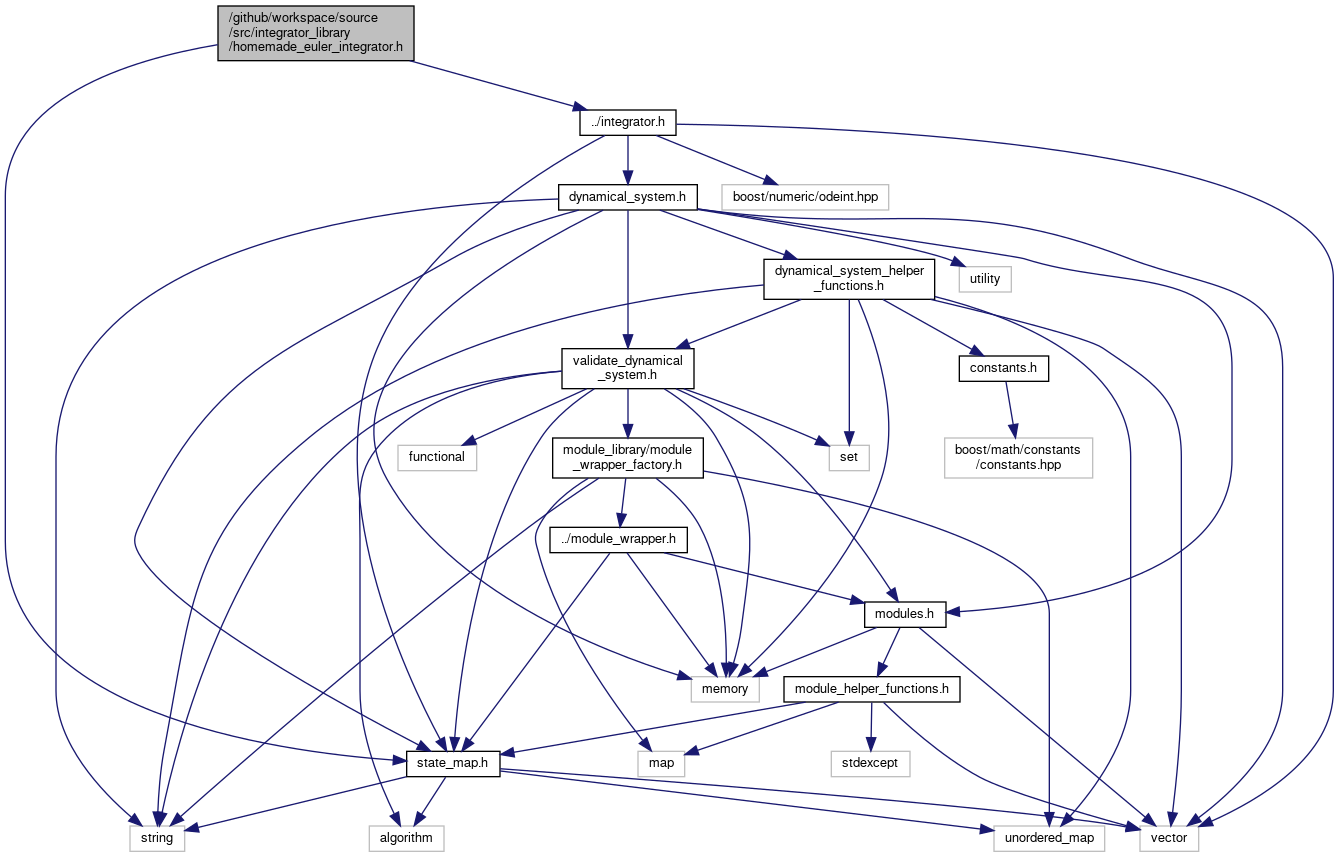 /github/workspace/source
/src/integrator_library
/homemade_euler_integrator.h
../integrator.h
dynamical_system.h
boost/numeric/odeint.hpp
dynamical_system_helper
_functions.h
utility
validate_dynamical
_system.h
constants.h
functional
module_library/module
_wrapper_factory.h
set
boost/math/constants
/constants.hpp
../module_wrapper.h
modules.h
memory
module_helper_functions.h
state_map.h
map
stdexcept
string
algorithm
unordered_map
vector